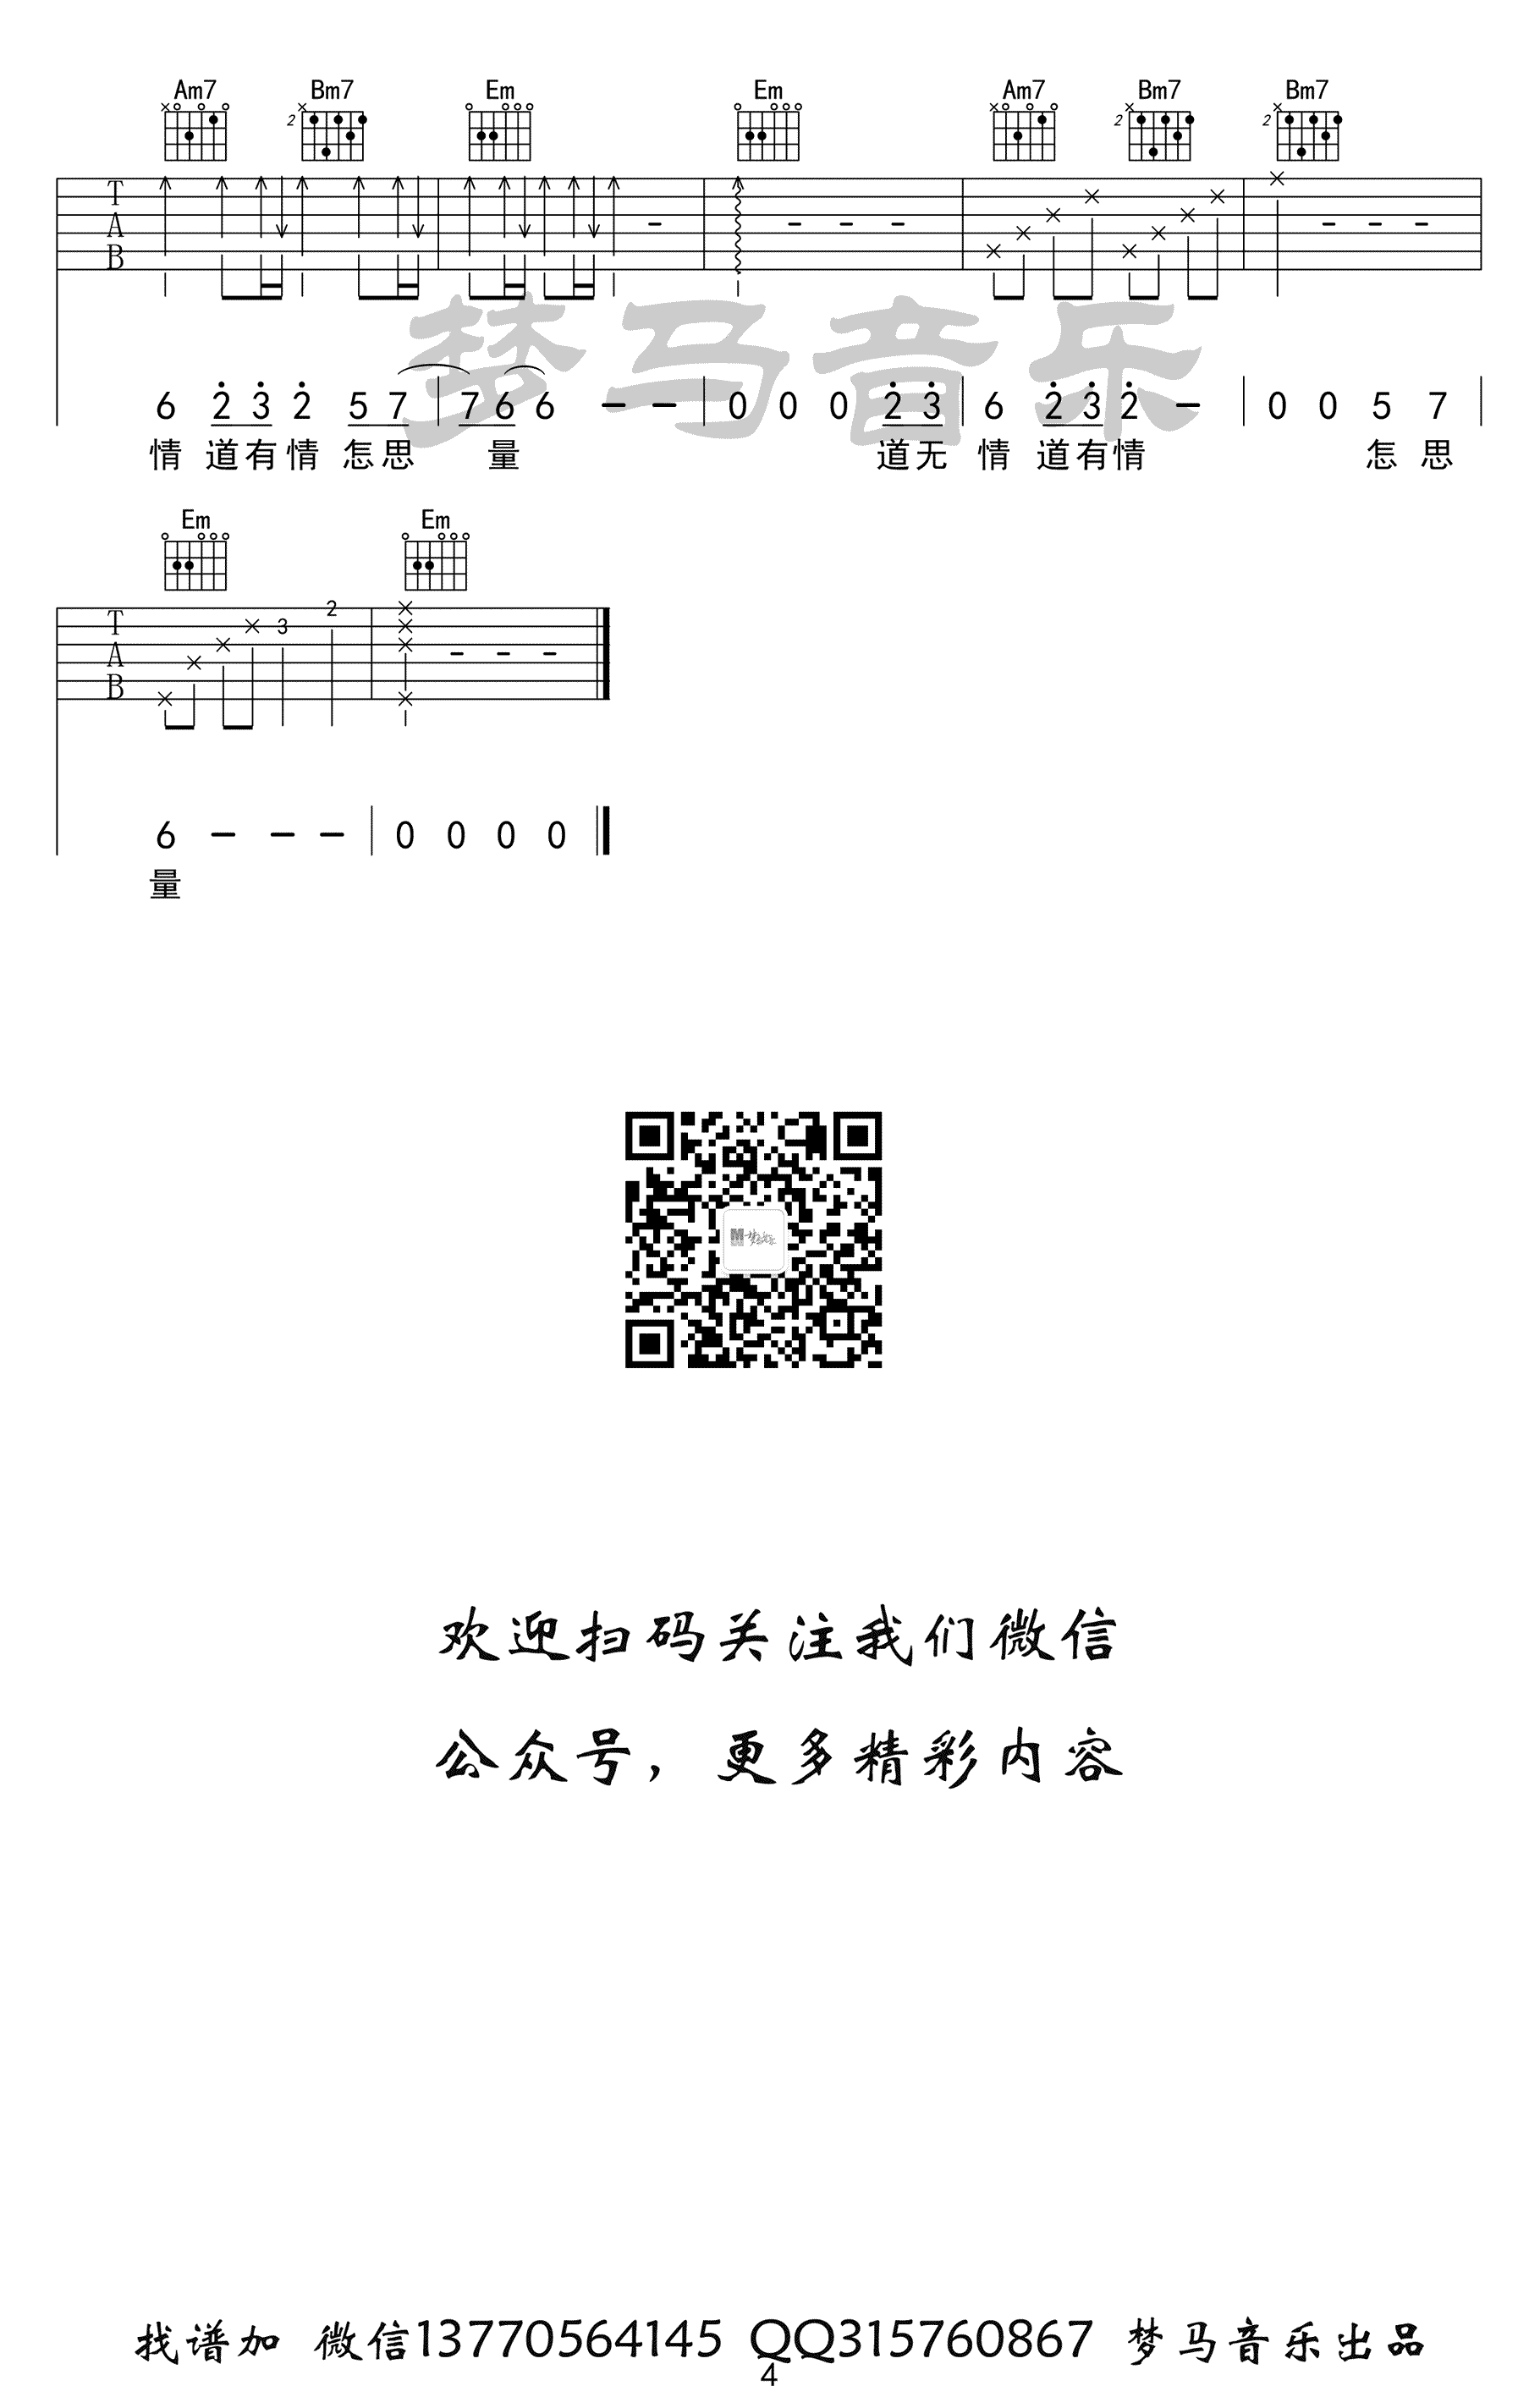 Am7 Bm7 Em Em Am7 Bm7 Bm7
2 2 2
T
A
B
梦马音乐
6 2 3 2 5 7 7 6 6 - - 0 0 0 2 3 6 2 3 2 - 0 0 5 7
情 道有情 怎思 量 道无 情 道有情 怎 思
Em Em
T
A
B
3 2
6 - - - 0 0 0 0
量
欢迎扫码关注我们微信
公众号，更多精彩内容
找谱加 微信13770564145 QQ315760867 梦马音乐出品
4